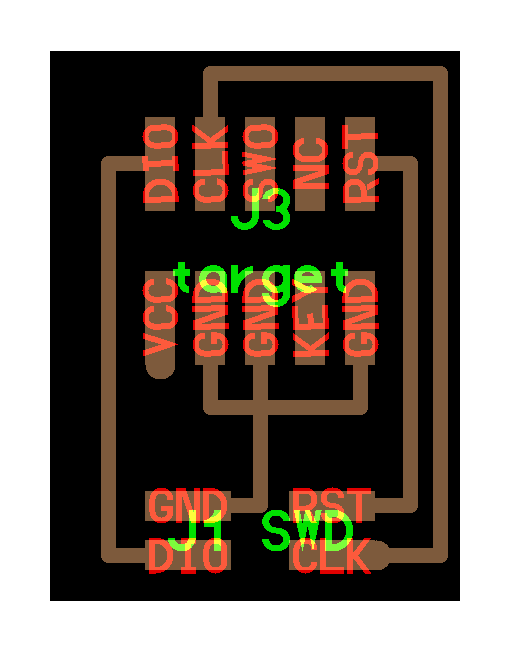 DIO CLK SWO NC RST
J3
target
VCC GND GND KEY GND
GND RST
J1 SWD
DIO CLK